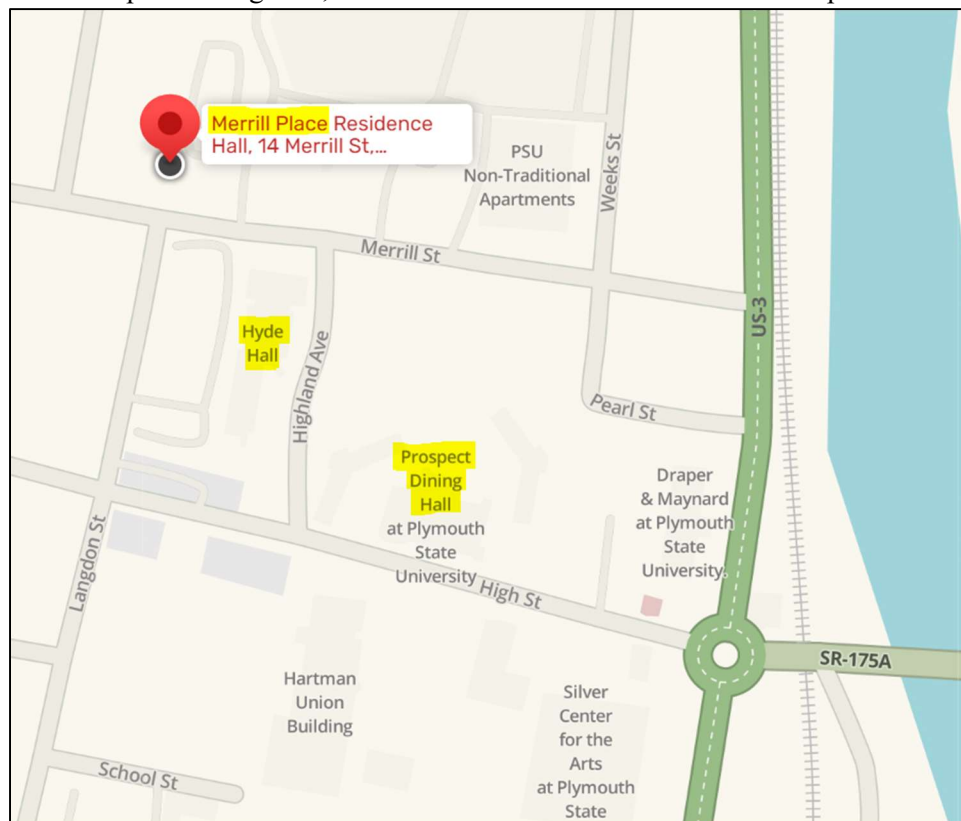 Merrill Place Residence
Hall, 14 Merrill St,...
PSU
Non-Traditional
Apartments
Weeks St
Merrill St
US-3
Hyde
Hall
Highland Ave
Pearl St
Prospect
Dining
Hall
at Plymouth
State
University
Draper
& Maynard
at Plymouth
State
University.
Langdon St
High St
SR-175A
Hartman
Union
Building
Silver
Center
for the
Arts
at Plymouth
State
School St